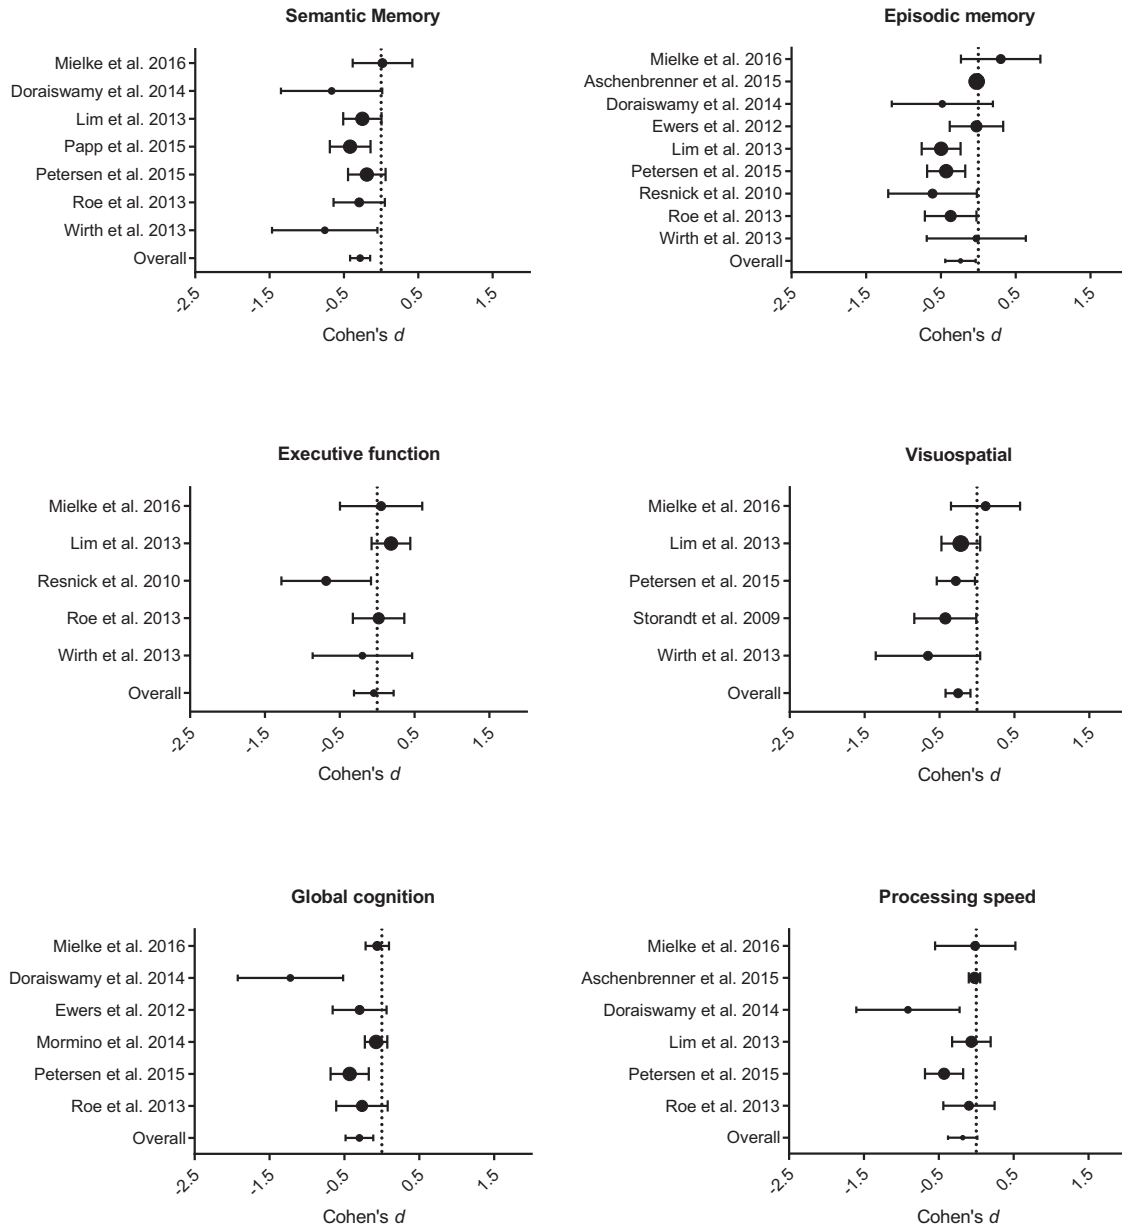 Semantic Memory
Mielke et al. 2016
Doraiswamy et al. 2014
Lim et al. 2013
Papp et al. 2015
Petersen et al. 2015
Roe et al. 2013
Wirth et al. 2013
Overall
-2.5 -1.5 -0.5 0.5 1.5
Cohen's d
Episodic memory
Mielke et al. 2016
Aschenbrenner et al. 2015
Doraiswamy et al. 2014
Ewers et al. 2012
Lim et al. 2013
Petersen et al. 2015
Resnick et al. 2010
Roe et al. 2013
Wirth et al. 2013
Overall
-2.5 -1.5 -0.5 0.5 1.5
Cohen's d
Executive function
Mielke et al. 2016
Lim et al. 2013
Resnick et al. 2010
Roe et al. 2013
Wirth et al. 2013
Overall
-2.5 -1.5 -0.5 0.5 1.5
Cohen's d
Visuospatial
Mielke et al. 2016
Lim et al. 2013
Petersen et al. 2015
Storandt et al. 2009
Wirth et al. 2013
Overall
-2.5 -1.5 -0.5 0.5 1.5
Cohen's d
Global cognition
Mielke et al. 2016
Doraiswamy et al. 2014
Ewers et al. 2012
Mormino et al. 2014
Petersen et al. 2015
Roe et al. 2013
Overall
-2.5 -1.5 -0.5 0.5 1.5
Cohen's d
Processing speed
Mielke et al. 2016
Aschenbrenner et al. 2015
Doraiswamy et al. 2014
Lim et al. 2013
Petersen et al. 2015
Roe et al. 2013
Overall
-2.5 -1.5 -0.5 0.5 1.5
Cohen's d